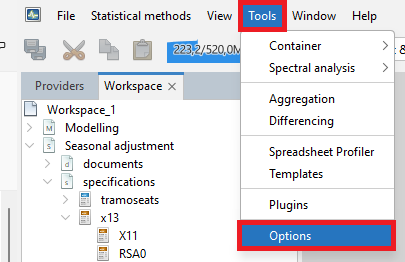 File Statistical methods View Tools Window Help
P 223,2/520,0M &
Container
Spectral analysis
Aggregation
Differencing
Spreadsheet Profiler
Templates
Plugins
Options
Providers Workspace
Workspace_1
M Modelling
Seasonal adjustment
d documents
s specifications
tramoseats
x13
X11
RSA0